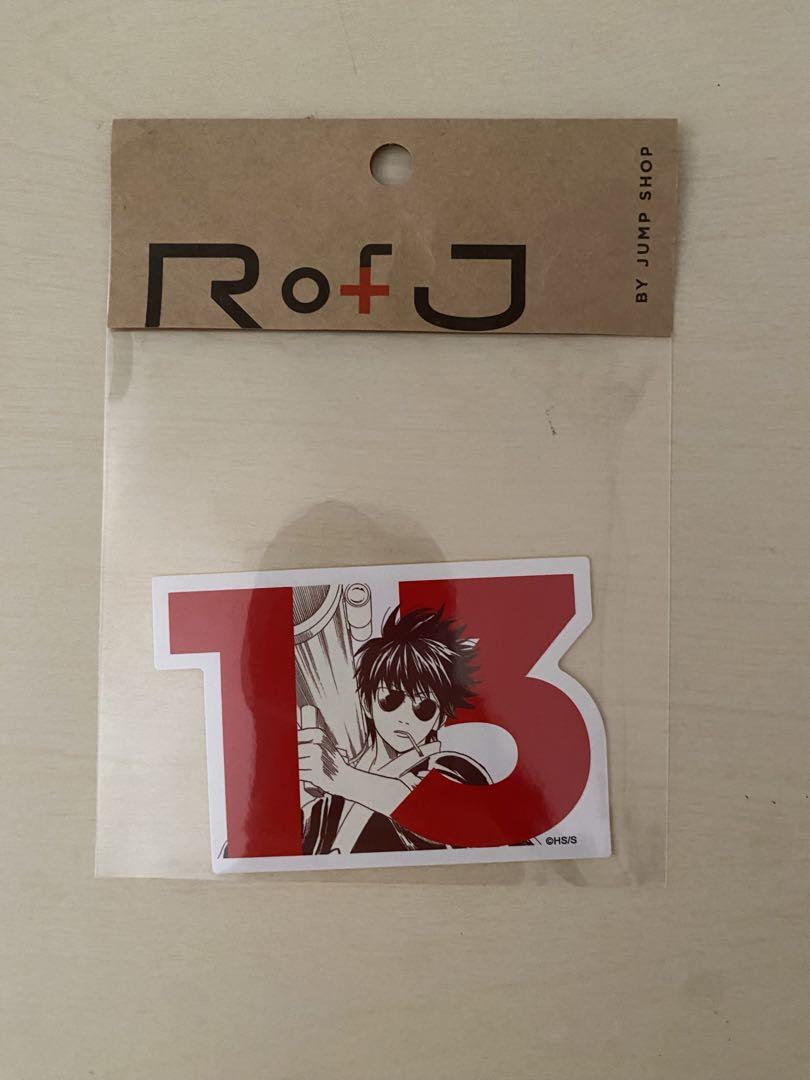 BY JUMP SHOP
R of J
13
©HS/S